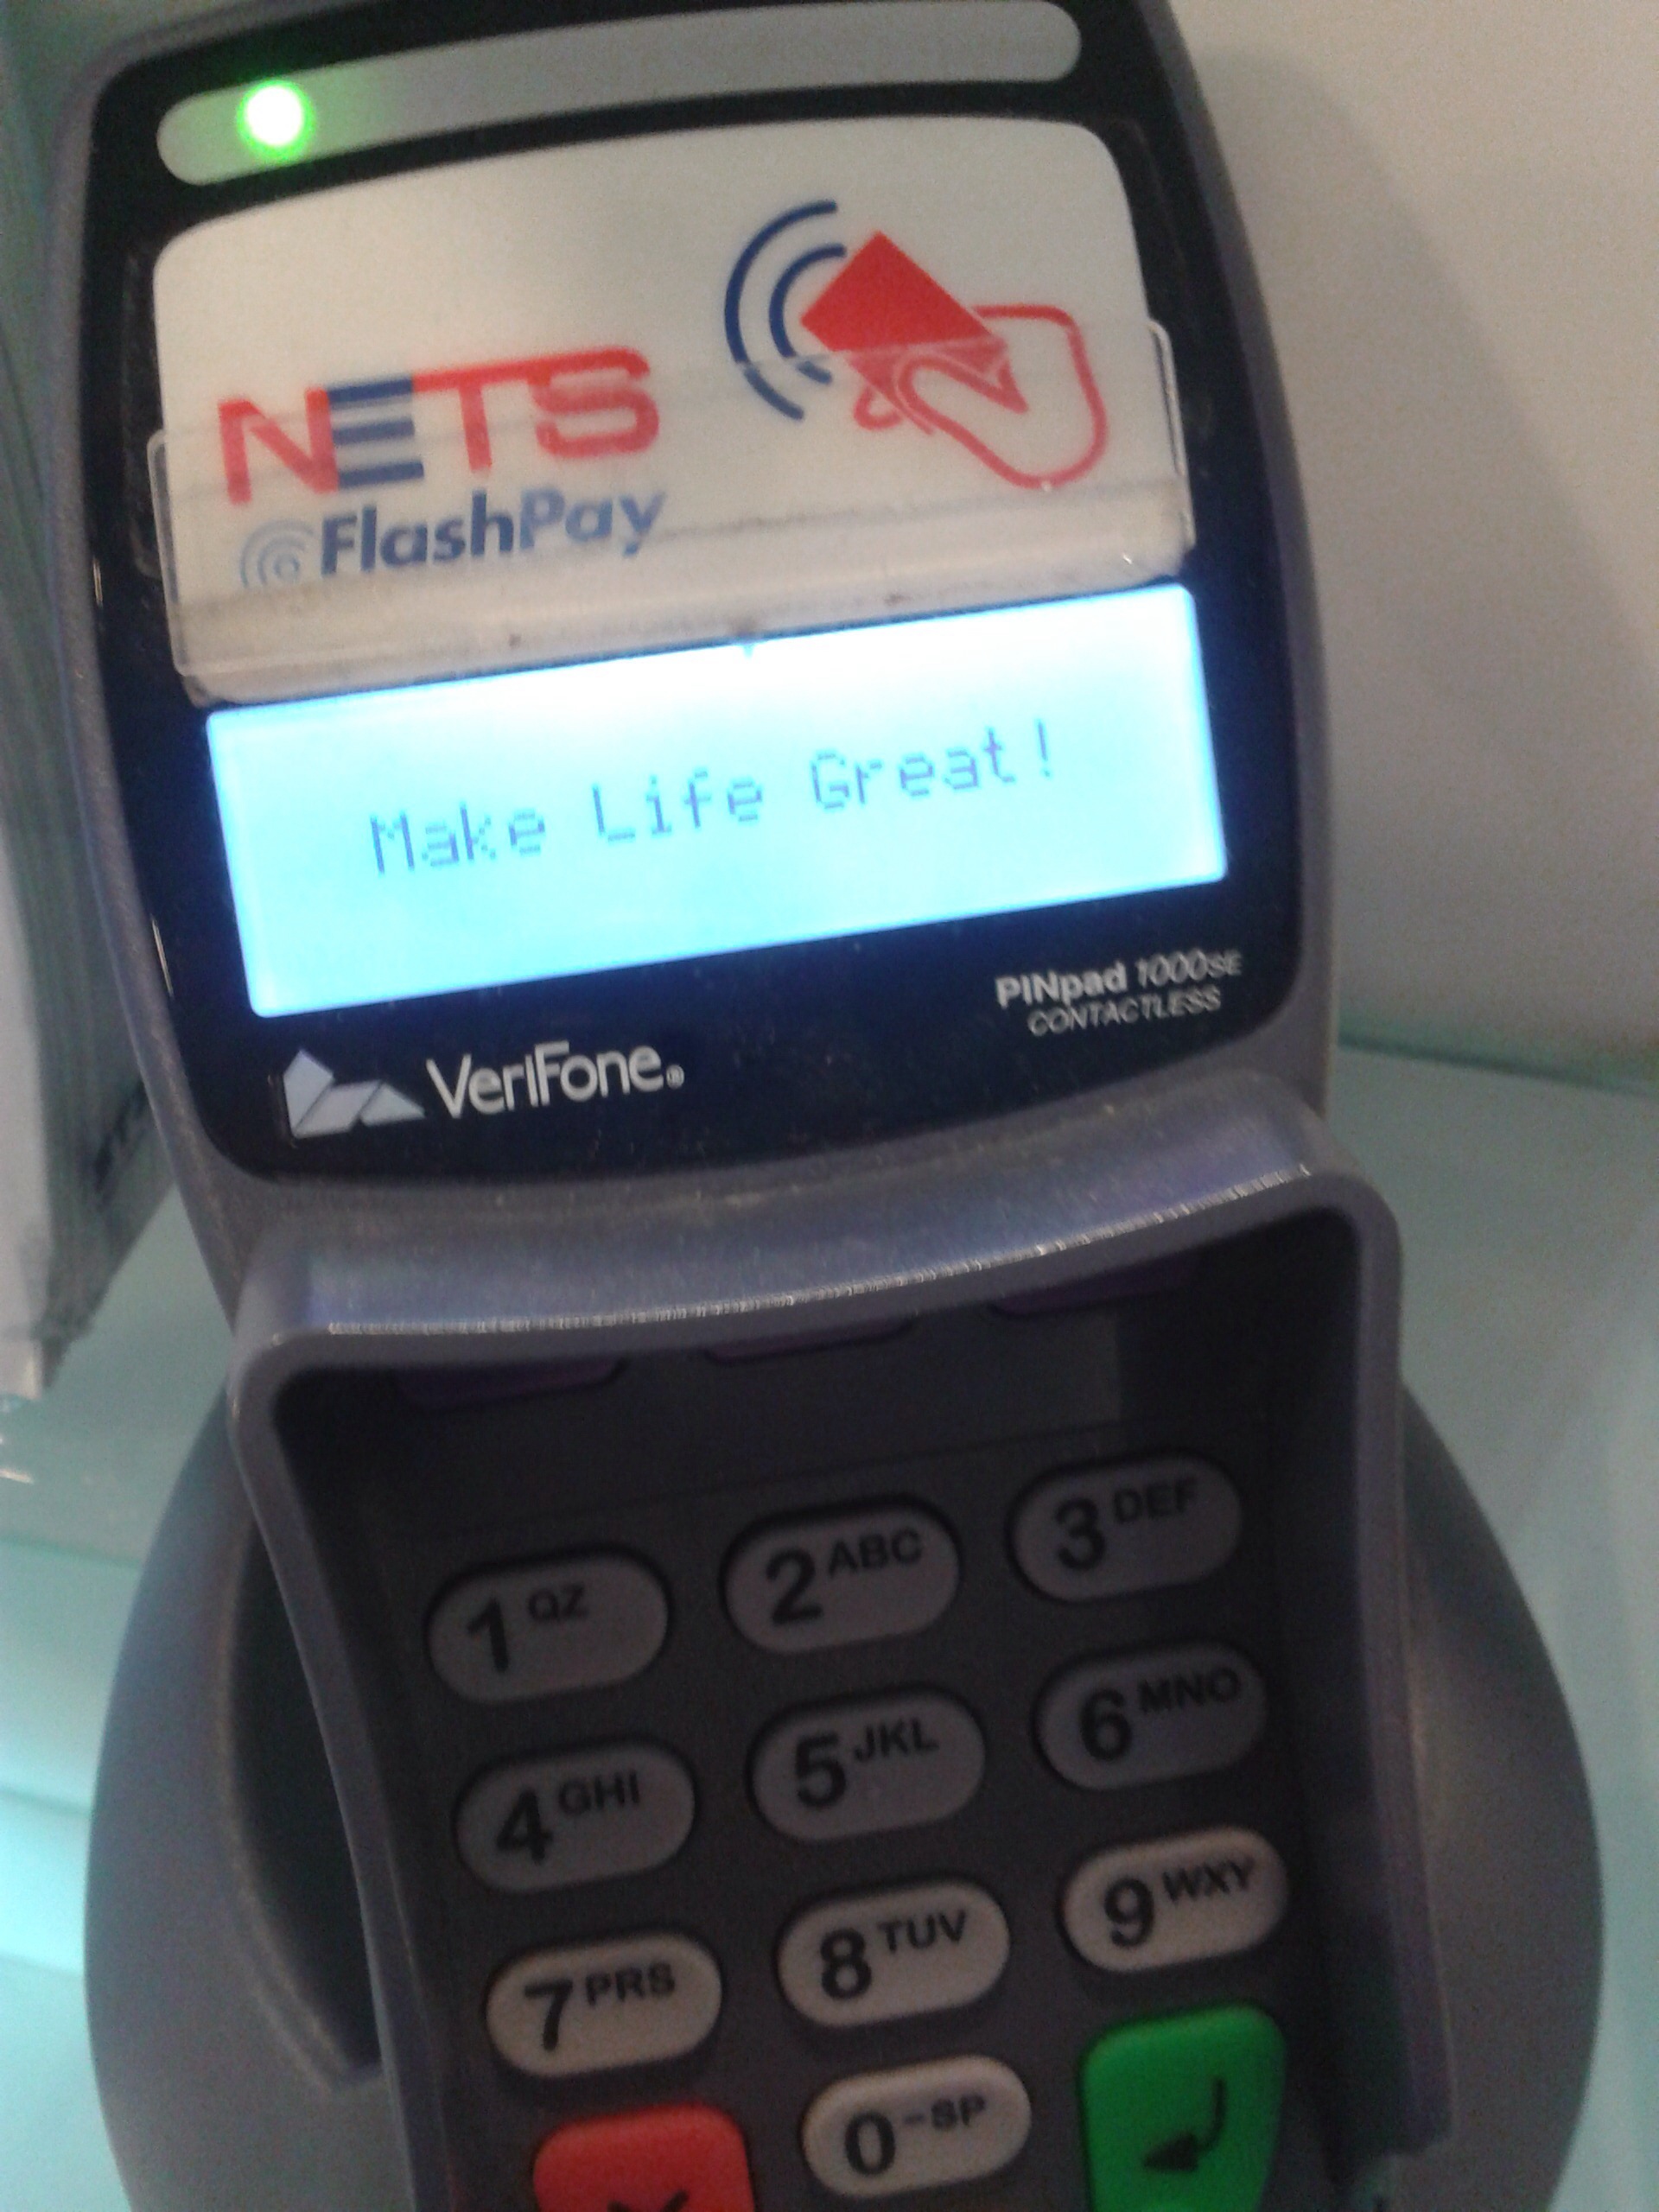 NETS
FlashPay
Make Life Great!
VeriFone®
PINpad 1000SE
CONTACTLESS
1 QZ
2 ABC
3 DEF
4 GHI
5 JKL
6 MNO
7 PRS
8 TUV
9 WXY
0 -SP